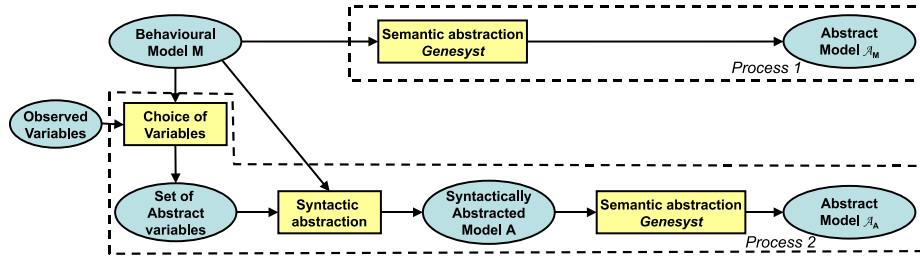 Behavioural
Model M
Semantic abstraction
Genesyst
Abstract
Model 𝒜M
Process 1
Observed
Variables
Choice of
Variables
Set of
Abstract
variables
Syntactic
abstraction
Syntactically
Abstracted
Model A
Semantic abstraction
Genesyst
Abstract
Model 𝒜A
Process 2